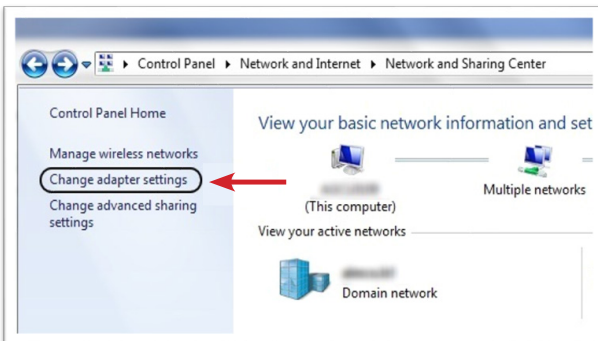 Control Panel Network and Internet Network and Sharing Center
Control Panel Home
Manage wireless networks
Change adapter settings
Change advanced sharing
settings
View your basic network information and set
(This computer)
Multiple networks
View your active networks
Domain network